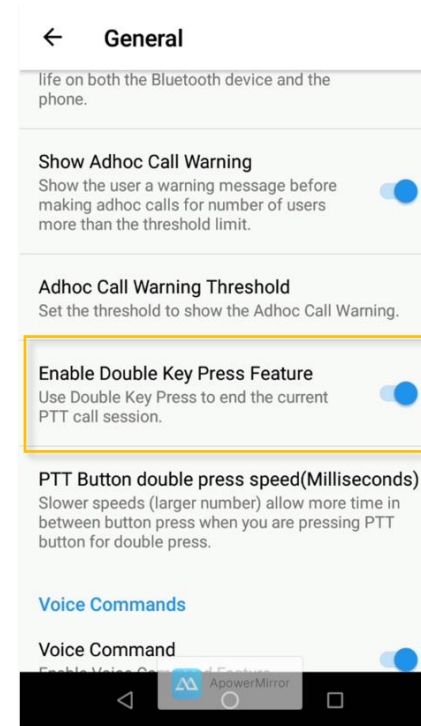 General
life on both the Bluetooth device and the
phone.
Show Adhoc Call Warning
Show the user a warning message before
making adhoc calls for number of users
more than the threshold limit.
Adhoc Call Warning Threshold
Set the threshold to show the Adhoc Call Warning.
Enable Double Key Press Feature
Use Double Key Press to end the current
PTT call session.
PTT Button double press speed(Milliseconds)
Slower speeds (larger number) allow more time in
between button press when you are pressing PTT
button for double press.
Voice Commands
Voice Command
ApowerMirror